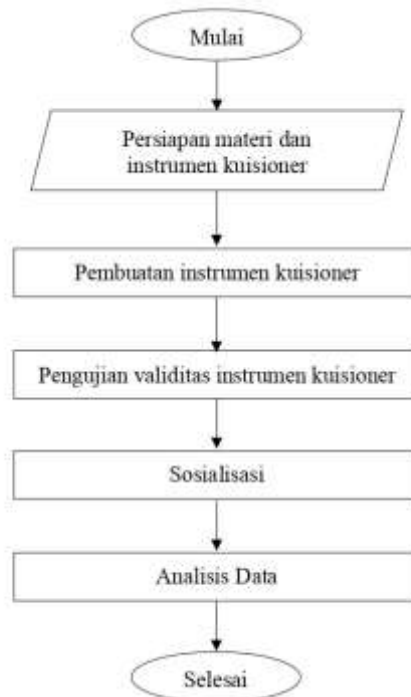 Mulai
Persiapan materi dan
instrumen kuisioner
Pembuatan instrumen kuisioner
Pengujian validitas instrumen kuisioner
Sosialisasi
Analisis Data
Selesai